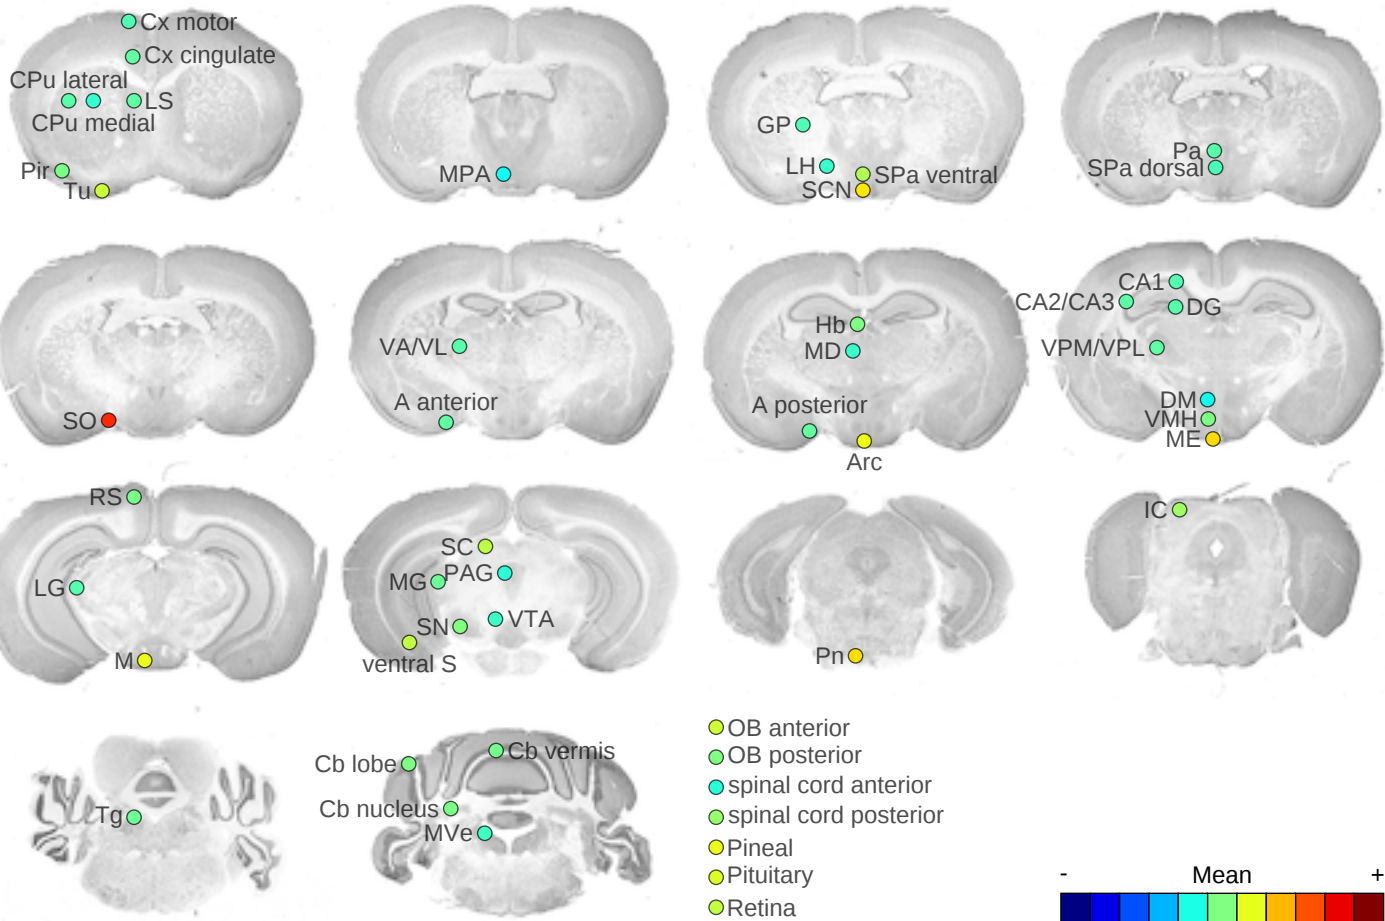 Cx motor
Cx cingulate
CPu lateral
LS
CPu medial
Pir
Tu
MPA
GP
LH
SPa ventral
SCN
Pa
SPa dorsal
SO
VA/VL
A anterior
Hb
MD
A posterior
Arc
CA1
CA2/CA3
DG
VPM/VPL
DM
VMH
ME
RS
LG
M
SC
MG
PAG
SN
VTA
ventral S
Pn
IC
Tg
Cb lobe
Cb vermis
Cb nucleus
MVe
OB anterior
OB posterior
spinal cord anterior
spinal cord posterior
Pineal
Pituitary
Retina
- Mean +